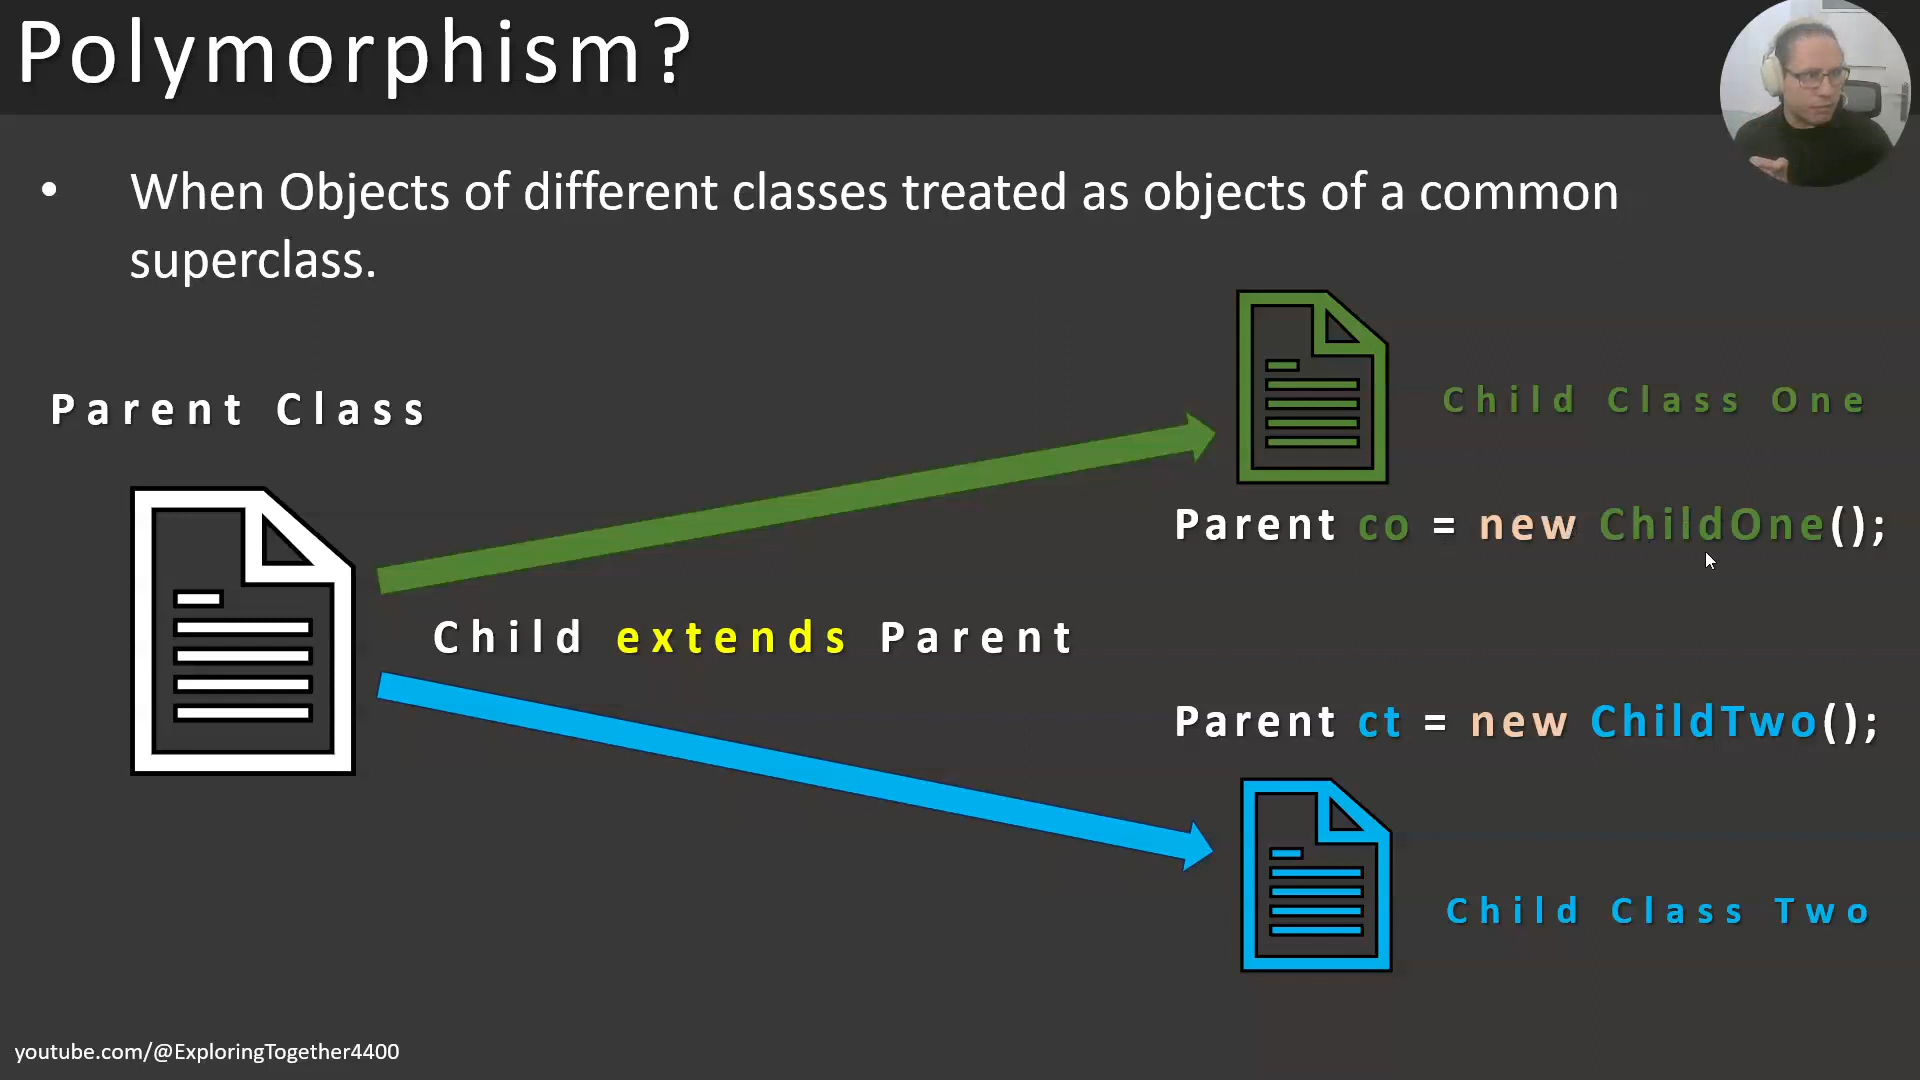 Polymorphism?
• When Objects of different classes treated as objects of a common
superclass.
Parent Class
Child Class One
Parent co = new ChildOne();
Child extends Parent
Parent ct = new ChildTwo();
Child Class Two
youtube.com/@ExploringTogether4400